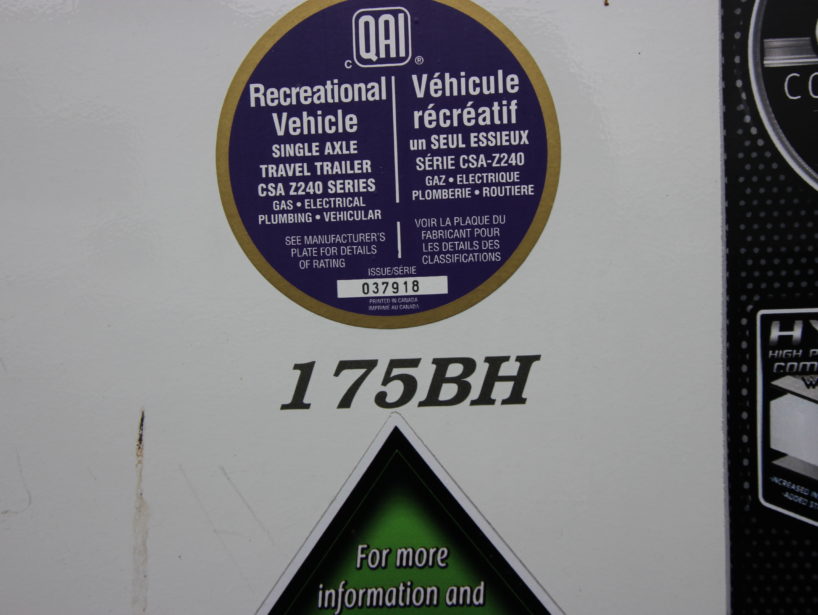 QAI
C ®
Recreational
Vehicle
SINGLE AXLE
TRAVEL TRAILER
CSA Z240 SERIES
GAS • ELECTRICAL
PLUMBING • VEHICULAR
SEE MANUFACTURER'S
PLATE FOR DETAILS
OF RATING
Véhicule
récréatif
un SEUL ESSIEUX
SÉRIE CSA-Z240
GAZ • ELECTRIQUE
PLOMBERIE • ROUTIERE
VOIR LA PLAQUE DU
FABRICANT POUR
LES DETAILS DES
CLASSIFICATIONS
ISSUE/SÉRIE
037918
PRINTED IN CANADA
IMPRIMÉ AU CANADA
175BH
For more
information and
HIGH